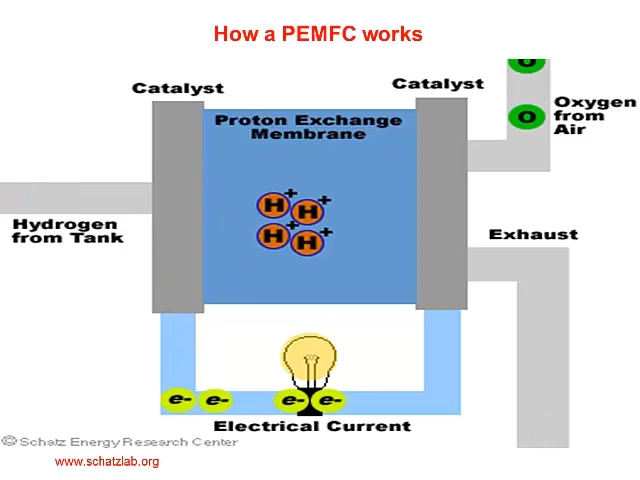 How a PEMFC works
Catalyst
Catalyst
Proton Exchange
Membrane
O
O
Oxygen
from
Air
H+
H+
H+
H+
Hydrogen
from Tank
Exhaust
e-
e-
e-
e-
Electrical Current
© Schatz Energy Research Center
www.schatzlab.org